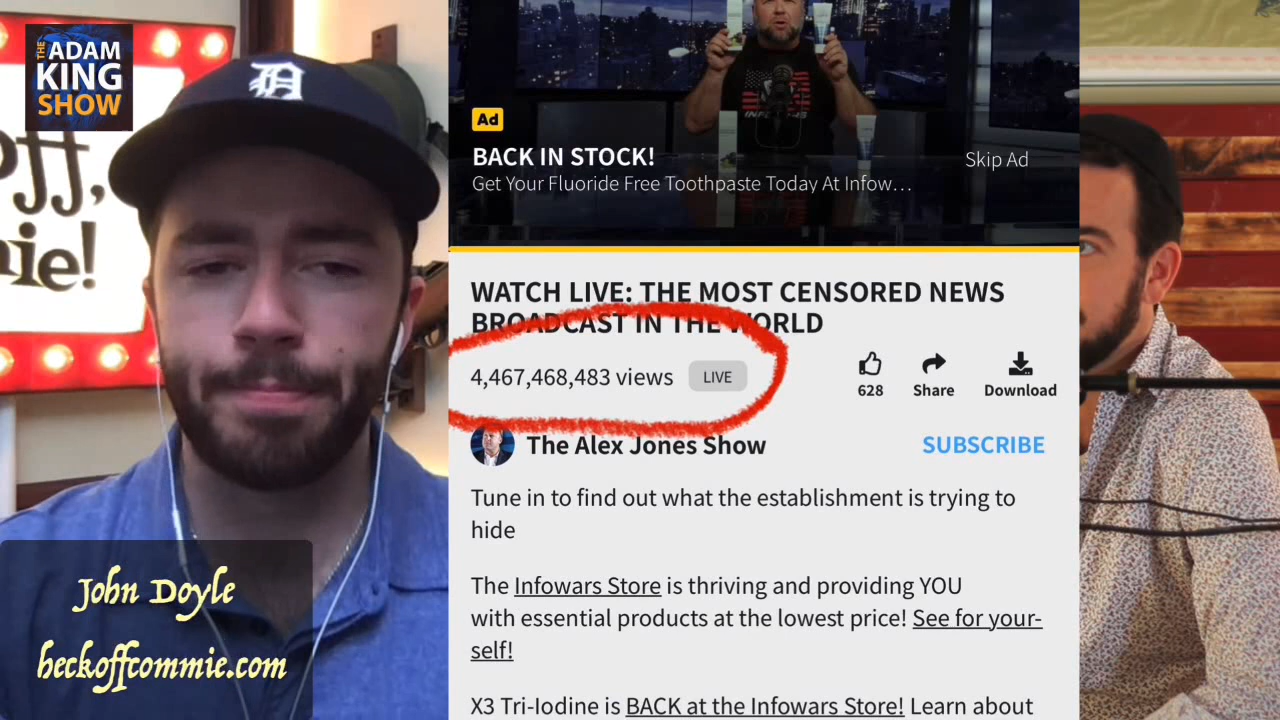 THE
ADAM
KING
SHOW
off,
nie!
John Doyle
heckoffcommie.com
D
Ad
BACK IN STOCK!
Get Your Fluoride Free Toothpaste Today At Infow…
Skip Ad
INFOWARS
WATCH LIVE: THE MOST CENSORED NEWS
BROADCAST IN THE WORLD
4,467,468,483 views LIVE
628 Share Download
The Alex Jones Show
SUBSCRIBE
Tune in to find out what the establishment is trying to
hide
The Infowars Store is thriving and providing YOU
with essential products at the lowest price! See for your-
self!
X3 Tri-Iodine is BACK at the Infowars Store! Learn about